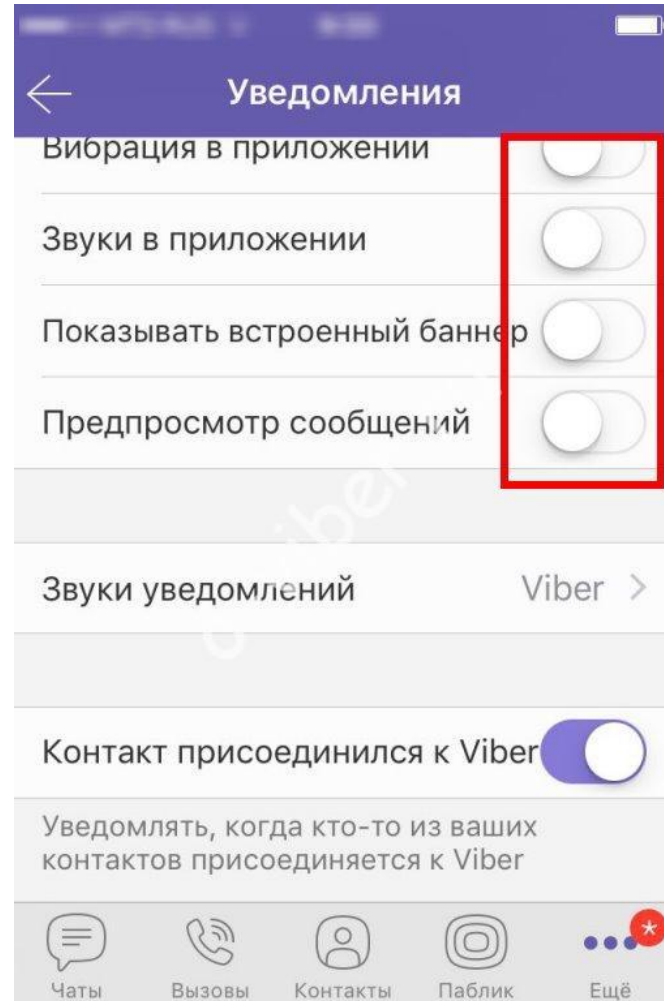 Уведомления
Вибрация в приложении
Звуки в приложении
Показывать встроенный баннер
Предпросмотр сообщений
Звуки уведомлений Viber
Контакт присоединился к Viber
Уведомлять, когда кто-то из ваших
контактов присоединяется к Viber
Чаты Вызовы Контакты Паблик Ещё